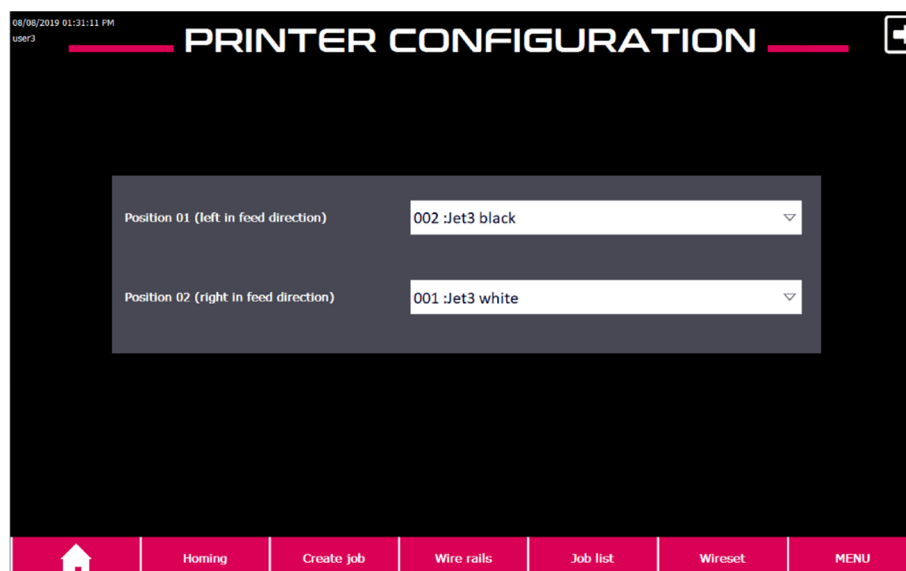 08/08/2019 01:31:11 PM
user3
PRINTER CONFIGURATION
Position 01 (left in feed direction)
002 :Jet3 black
Position 02 (right in feed direction)
001 :Jet3 white
Homing
Create job
Wire rails
Job list
Wireset
MENU